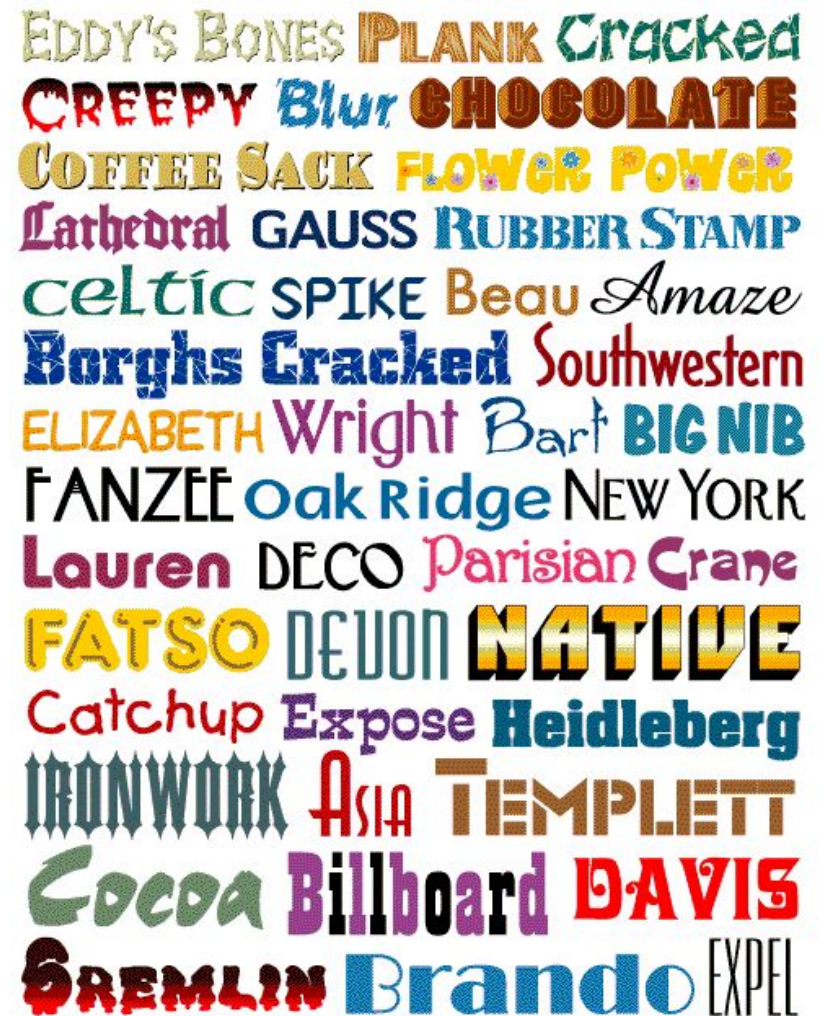 EDDY'S BONES PLANK Cracked
CREEPY Blur CHOCOLATE
COFFEE SACK FLOWER POWER
Cathedral GAUSS RUBBER STAMP
celtic SPIKE Beau Amaze
Borghs Cracked Southwestern
ELIZABETH Wright Bart BIG NIB
FANZEE Oak Ridge NEW YORK
Lauren DECO Parisian Crane
FATSO DEVON NATIVE
Catchup Expose Heidleberg
IRONWORK ASIA TEMPLETT
Cocoa Billboard DAVIS
GREMLIN Brando EXPEL